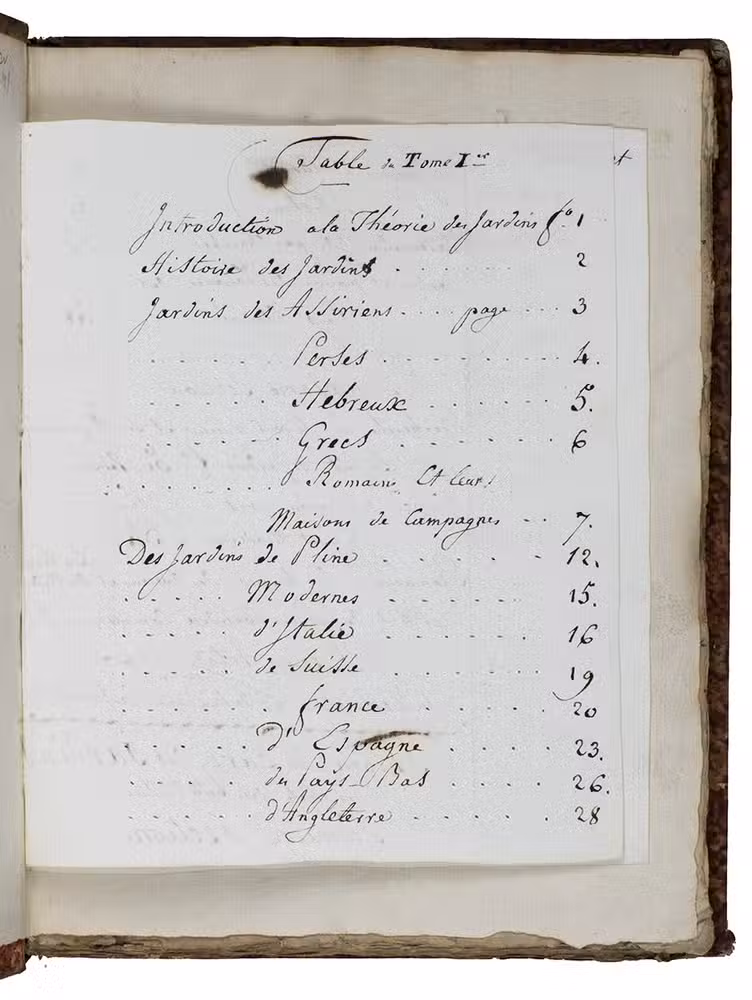 Table du Tome I.er
Introduction a la Théorie des Jardins f.º 1
Histoire des Jardins . . . . . . 2
Jardins des Assiriens . . . page . . . 3
. . . . . . Perses . . . . . . . . 4.
. . . . . . Hebreux . . . . . . 5.
. . . . . . Grecs . . . . . . . 6
. . . . . . Romains Et leurs
Maisons de Campagnes . . 7.
Des Jardins de Pline . . . . . . 12.
. . . . . Modernes . . . . . . 15.
. . . . . d'Italie . . . . . . 16
. . . . . de Suisse . . . . . . 19
. . . . . . france . . . . . . 20
. . . . . . d'Espagne . . . . 23.
. . . . . . du Pays-Bas . . . . 26.
. . . . . . d'Angleterre . . . . . . 28